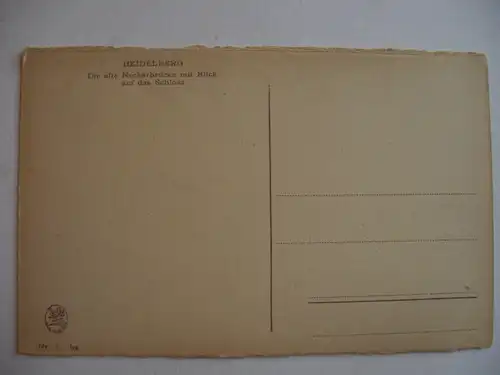 HEIDELBERG
Die alte Neckarbrücke mit Blick
auf das Schloss